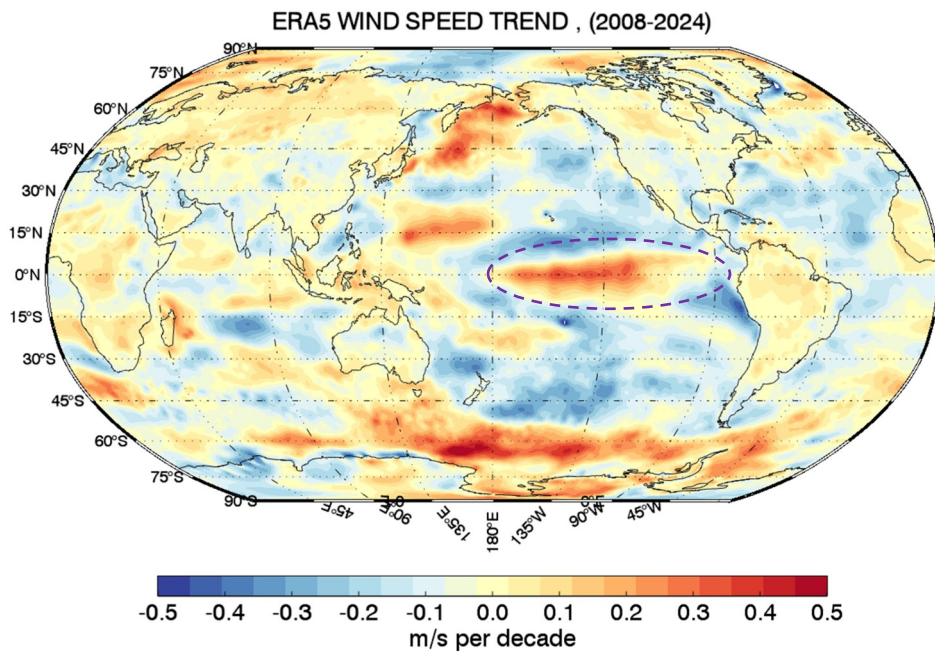 ERA5 WIND SPEED TREND , (2008-2024)
90°N
75°N
60°N
45°N
30°N
15°N
0°N
15°S
30°S
45°S
60°S
75°S
90°S
45°E
90°E
135°E
180°E
135°W
90°W
45°W
-0.5 -0.4 -0.3 -0.2 -0.1 0.0 0.1 0.2 0.3 0.4 0.5
m/s per decade